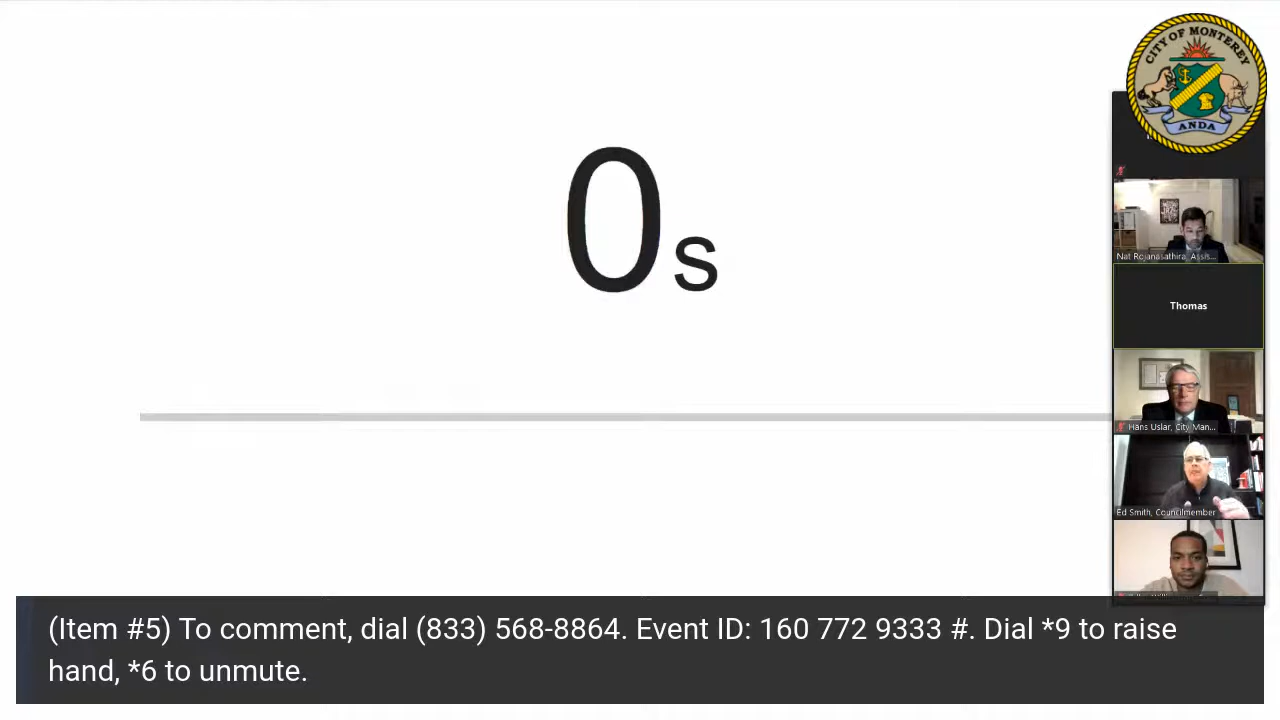 CITY OF MONTEREY
ANDA
0s
Nat Rojanasathira, Assis...
Thomas
Hans Uslar, City Man...
Ed Smith, Councilmember
(Item #5) To comment, dial (833) 568-8864. Event ID: 160 772 9333 #. Dial *9 to raise
hand, *6 to unmute.